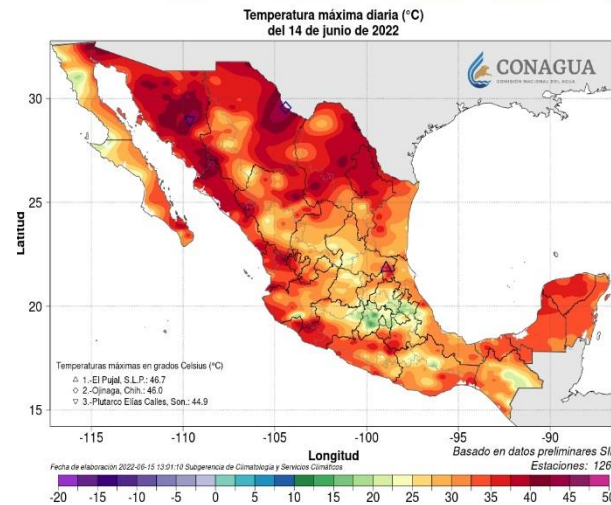 Temperatura máxima diaria (°C)
del 14 de junio de 2022
CONAGUA
COMISIÓN NACIONAL DEL AGUA
30
25
20
15
Latitud
Temperaturas máximas en grados Celsius (°C)
△ 1.-El Pujal, S.L.P.: 46.7
◇ 2.-Ojinaga, Chih.: 46.0
▽ 3.-Plutarco Elías Calles, Son.: 44.9
-115 -110 -105 -100 -95 -90
Longitud
Basado en datos preliminares
Fecha de elaboración 2022-06-15 13:01:10 Subgerencia de Climatología y Servicios Climáticos
Estaciones: 126
-20 -15 -10 -5 0 5 10 15 20 25 30 35 40 45 50